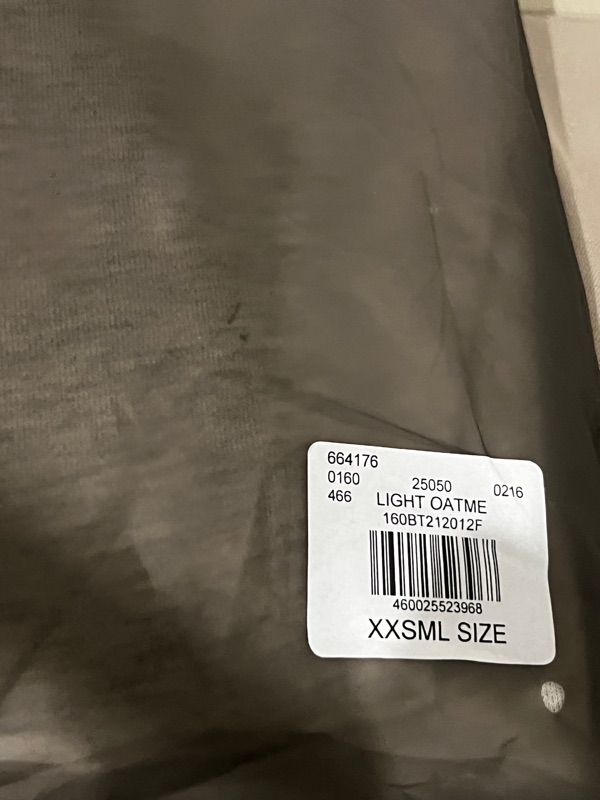 664176
0160 25050 0216
466 LIGHT OATME
160BT212012F
460025523968
XXSML SIZE